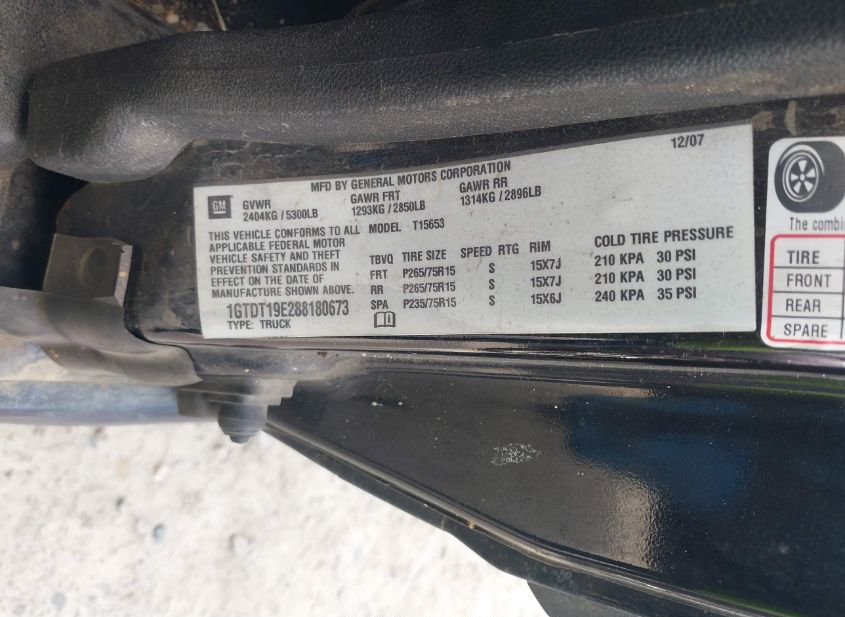 12/07
MFD BY GENERAL MOTORS CORPORATION
GM
GVWR GAWR FRT GAWR RR
2404KG / 5300LB 1293KG / 2850LB 1314KG / 2896LB
THIS VEHICLE CONFORMS TO ALL
APPLICABLE FEDERAL MOTOR
VEHICLE SAFETY AND THEFT
PREVENTION STANDARDS IN
EFFECT ON THE DATE OF
MANUFACTURE SHOWN ABOVE.
1GTDT19E288180673
TYPE: TRUCK
MODEL T15653
TBVQ TIRE SIZE SPEED RTG RIM COLD TIRE PRESSURE
FRT P265/75R15 S 15X7J 210 KPA 30 PSI
RR P265/75R15 S 15X7J 210 KPA 30 PSI
SPA P235/75R15 S 15X6J 240 KPA 35 PSI
The combi
TIRE
FRONT
REAR
SPARE